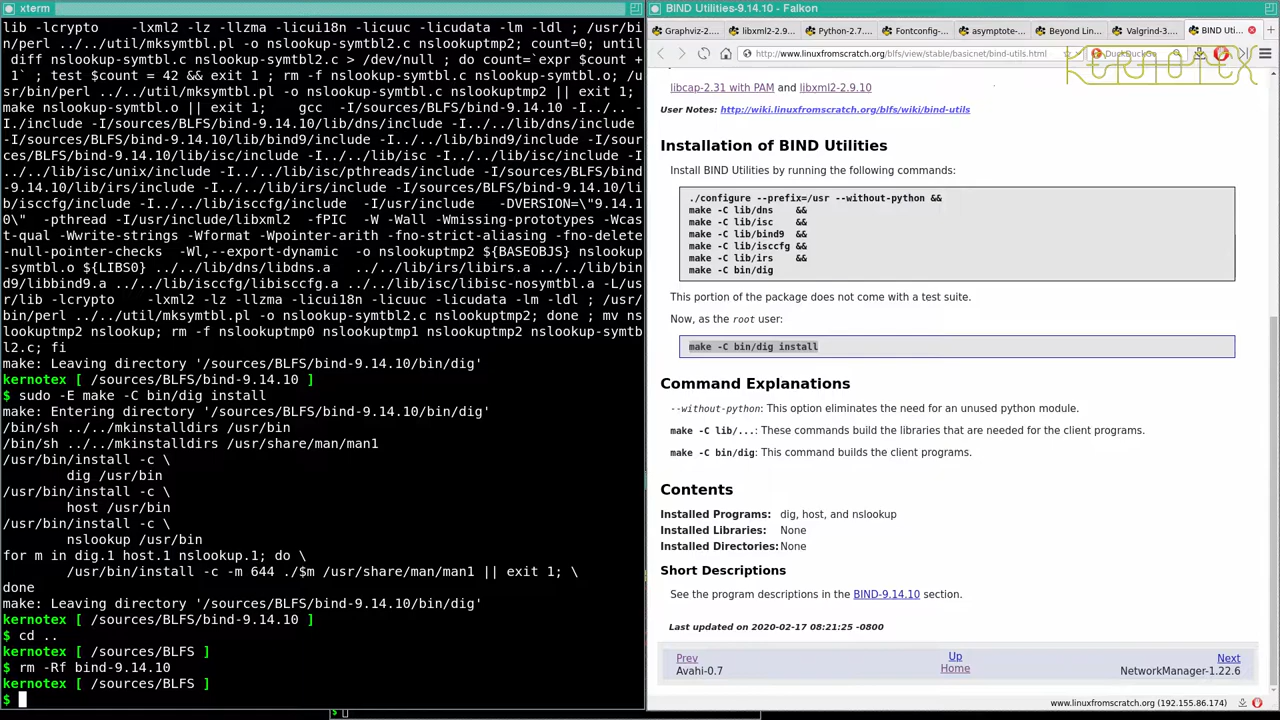 xterm
lib -lcrypto    -lxml2 -lz -llzma -licui18n -licuuc -licudata -lm -ldl ; /usr/bi
n/perl ../../util/mksymtbl.pl -o nslookup-symtbl2.c nslookuptmp2; count=0; until
 diff nslookup-symtbl.c nslookup-symtbl2.c > /dev/null ; do count=`expr $count +
1` ; test $count = 42 && exit 1 ; rm -f nslookup-symtbl.c nslookup-symtbl.o; /u
sr/bin/perl ../../util/mksymtbl.pl -o nslookup-symtbl.c nslookuptmp2 || exit 1;
make nslookup-symtbl.o || exit 1;  gcc  -I/sources/BLFS/bind-9.14.10 -I../.. -
I./include -I/sources/BLFS/bind-9.14.10/lib/dns/include -I../../lib/dns/include
-I/sources/BLFS/bind-9.14.10/lib/bind9/include -I../../lib/bind9/include -I/sour
ces/BLFS/bind-9.14.10/lib/isc/include -I../../lib/isc -I../../lib/isc/include -I
../../lib/isc/unix/include -I../../lib/isc/pthreads/include -I/sources/BLFS/bind
-9.14.10/lib/irs/include -I../../lib/irs/include -I/sources/BLFS/bind-9.14.10/li
b/isccfg/include -I../../lib/isccfg/include -I/usr/include   -DVERSION=\"9.14.1
0\"  -pthread -I/usr/include/libxml2 -fPIC -W -Wall -Wmissing-prototypes -Wcas
t-qual -Wwrite-strings -Wformat -Wpointer-arith -fno-strict-aliasing -fno-delete
-null-pointer-checks  -Wl,--export-dynamic  -o nslookuptmp2 ${BASEOBJS} nslookup
-symtbl.o ${LIBS0} ../../lib/dns/libdns.a   ../../lib/irs/libirs.a ../../lib/bin
d9/libbind9.a ../../lib/isccfg/libisccfg.a ../../lib/isc/libisc-nosymtbl.a -L/us
r/lib -lcrypto    -lxml2 -lz -llzma -licui18n -licuuc -licudata -lm -ldl ; /usr/
bin/perl ../../util/mksymtbl.pl -o nslookup-symtbl2.c nslookuptmp2; done ; mv ns
lookuptmp2 nslookup; rm -f nslookuptmp0 nslookuptmp1 nslookuptmp2 nslookup-symtb
l2.c; fi
make: Leaving directory '/sources/BLFS/bind-9.14.10/bin/dig'
kernotex [ /sources/BLFS/bind-9.14.10 ]
$ sudo -E make -C bin/dig install
make: Entering directory '/sources/BLFS/bind-9.14.10/bin/dig'
/bin/sh ../../mkinstalldirs /usr/bin
/bin/sh ../../mkinstalldirs /usr/share/man/man1
/usr/bin/install -c \
        dig /usr/bin
/usr/bin/install -c \
        host /usr/bin
/usr/bin/install -c \
        nslookup /usr/bin
for m in dig.1 host.1 nslookup.1; do \
        /usr/bin/install -c -m 644 ./$m /usr/share/man/man1 || exit 1; \
done
make: Leaving directory '/sources/BLFS/bind-9.14.10/bin/dig'
kernotex [ /sources/BLFS/bind-9.14.10 ]
$ cd ..
kernotex [ /sources/BLFS ]
$ rm -Rf bind-9.14.10
kernotex [ /sources/BLFS ]
$
$
BIND Utilities-9.14.10 - Falkon
Graphviz-2... libxml2-2.9... Python-2.7... Fontconfig-... asymptote-... Beyond Lin... Valgrind-3.... BIND Uti...
http://www.linuxfromscratch.org/blfs/view/stable/basicnet/bind-utils.html DuckDuckGo
KERNOTEX
libcap-2.31 with PAM and libxml2-2.9.10
User Notes: http://wiki.linuxfromscratch.org/blfs/wiki/bind-utils
Installation of BIND Utilities
Install BIND Utilities by running the following commands:
./configure --prefix=/usr --without-python &&
make -C lib/dns    &&
make -C lib/isc    &&
make -C lib/bind9  &&
make -C lib/isccfg &&
make -C lib/irs    &&
make -C bin/dig
This portion of the package does not come with a test suite.
Now, as the root user:
make -C bin/dig install
Command Explanations
--without-python: This option eliminates the need for an unused python module.
make -C lib/...: These commands build the libraries that are needed for the client programs.
make -C bin/dig: This command builds the client programs.
Contents
Installed Programs: dig, host, and nslookup
Installed Libraries: None
Installed Directories: None
Short Descriptions
See the program descriptions in the BIND-9.14.10 section.
Last updated on 2020-02-17 08:21:25 -0800
Prev Up Next
Avahi-0.7 Home NetworkManager-1.22.6
www.linuxfromscratch.org (192.155.86.174)